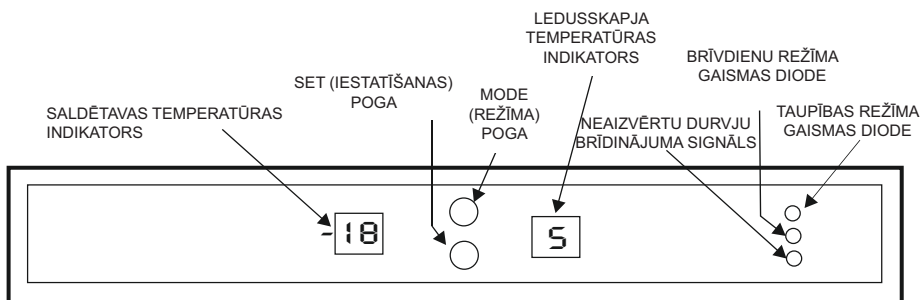 LEDUSSKAPJA
TEMPERATŪRAS
INDIKATORS
BRĪVDIENU REŽĪMA
GAISMAS DIODE
SET (IESTATĪŠANAS)
POGA
MODE
(REŽĪMA)
POGA
SALDĒTAVAS TEMPERATŪRAS
INDIKATORS
NEAIZVĒRTU DURVJU
BRĪDINĀJUMA SIGNĀLS
TAUPĪBAS REŽĪMA
GAISMAS DIODE
-18
5